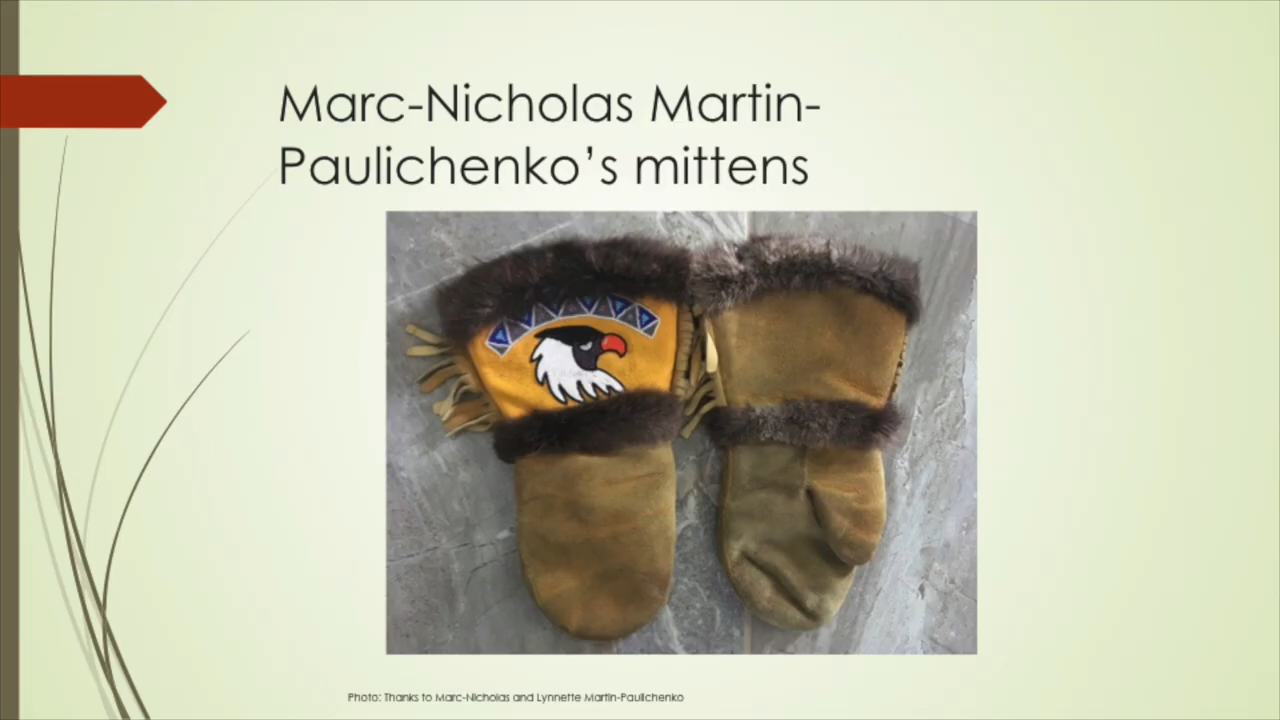 Marc-Nicholas Martin-
Paulichenko’s mittens
Photo: Thanks to Marc-Nicholas and Lynnette Martin-Paulichenko